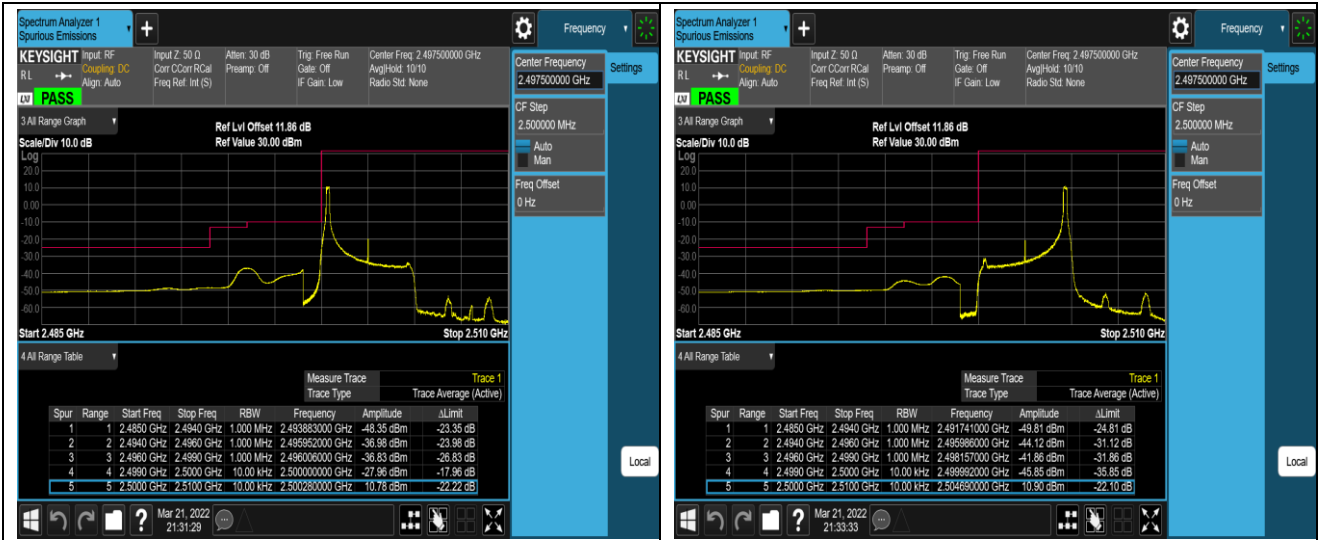 Spectrum Analyzer 1
Spurious Emissions
+
Frequency
KEYSIGHT Input: RF Input Z: 50 Ω Atten: 30 dB Trig: Free Run Center Freq: 2.497500000 GHz
Coupling: DC Corr CCorr RCal Preamp: Off Gate: Off Avg|Hold: 10/10
RL Align: Auto Freq Ref: Int (S) IF Gain: Low Radio Std: None
LXI PASS
Center Frequency
2.497500000 GHz
Settings
CF Step
2.500000 MHz
Auto
Man
Freq Offset
0 Hz
3 All Range Graph
Ref Lvl Offset 11.86 dB
Scale/Div 10.0 dB Ref Value 30.00 dBm
Log
20.0
10.0
0.00
-10.0
-20.0
-30.0
-40.0
-50.0
-60.0
Start 2.485 GHz Stop 2.510 GHz
4 All Range Table
Measure Trace Trace 1
Trace Type Trace Average (Active)
Spur Range Start Freq Stop Freq RBW Frequency Amplitude ΔLimit
1 1 2.4850 GHz 2.4940 GHz 1.000 MHz 2.493883000 GHz -48.35 dBm -23.35 dB
2 2 2.4940 GHz 2.4960 GHz 1.000 MHz 2.495952000 GHz -36.98 dBm -23.98 dB
3 3 2.4960 GHz 2.4990 GHz 1.000 MHz 2.496006000 GHz -36.83 dBm -26.83 dB
4 4 2.4990 GHz 2.5000 GHz 10.00 kHz 2.500000000 GHz -27.96 dBm -17.96 dB
5 5 2.5000 GHz 2.5100 GHz 10.00 kHz 2.500280000 GHz 10.78 dBm -22.22 dB
Local
?
Mar 21, 2022
21:31:29
Spectrum Analyzer 1
Spurious Emissions
+
Frequency
KEYSIGHT Input: RF Input Z: 50 Ω Atten: 30 dB Trig: Free Run Center Freq: 2.497500000 GHz
Coupling: DC Corr CCorr RCal Preamp: Off Gate: Off Avg|Hold: 10/10
RL Align: Auto Freq Ref: Int (S) IF Gain: Low Radio Std: None
LXI PASS
Center Frequency
2.497500000 GHz
Settings
CF Step
2.500000 MHz
Auto
Man
Freq Offset
0 Hz
3 All Range Graph
Ref Lvl Offset 11.86 dB
Scale/Div 10.0 dB Ref Value 30.00 dBm
Log
20.0
10.0
0.00
-10.0
-20.0
-30.0
-40.0
-50.0
-60.0
Start 2.485 GHz Stop 2.510 GHz
4 All Range Table
Measure Trace Trace 1
Trace Type Trace Average (Active)
Spur Range Start Freq Stop Freq RBW Frequency Amplitude ΔLimit
1 1 2.4850 GHz 2.4940 GHz 1.000 MHz 2.491741000 GHz -49.81 dBm -24.81 dB
2 2 2.4940 GHz 2.4960 GHz 1.000 MHz 2.495986000 GHz -44.12 dBm -31.12 dB
3 3 2.4960 GHz 2.4990 GHz 1.000 MHz 2.498157000 GHz -41.86 dBm -31.86 dB
4 4 2.4990 GHz 2.5000 GHz 10.00 kHz 2.499992000 GHz -45.85 dBm -35.85 dB
5 5 2.5000 GHz 2.5100 GHz 10.00 kHz 2.504690000 GHz 10.90 dBm -22.10 dB
Local
?
Mar 21, 2022
21:33:33